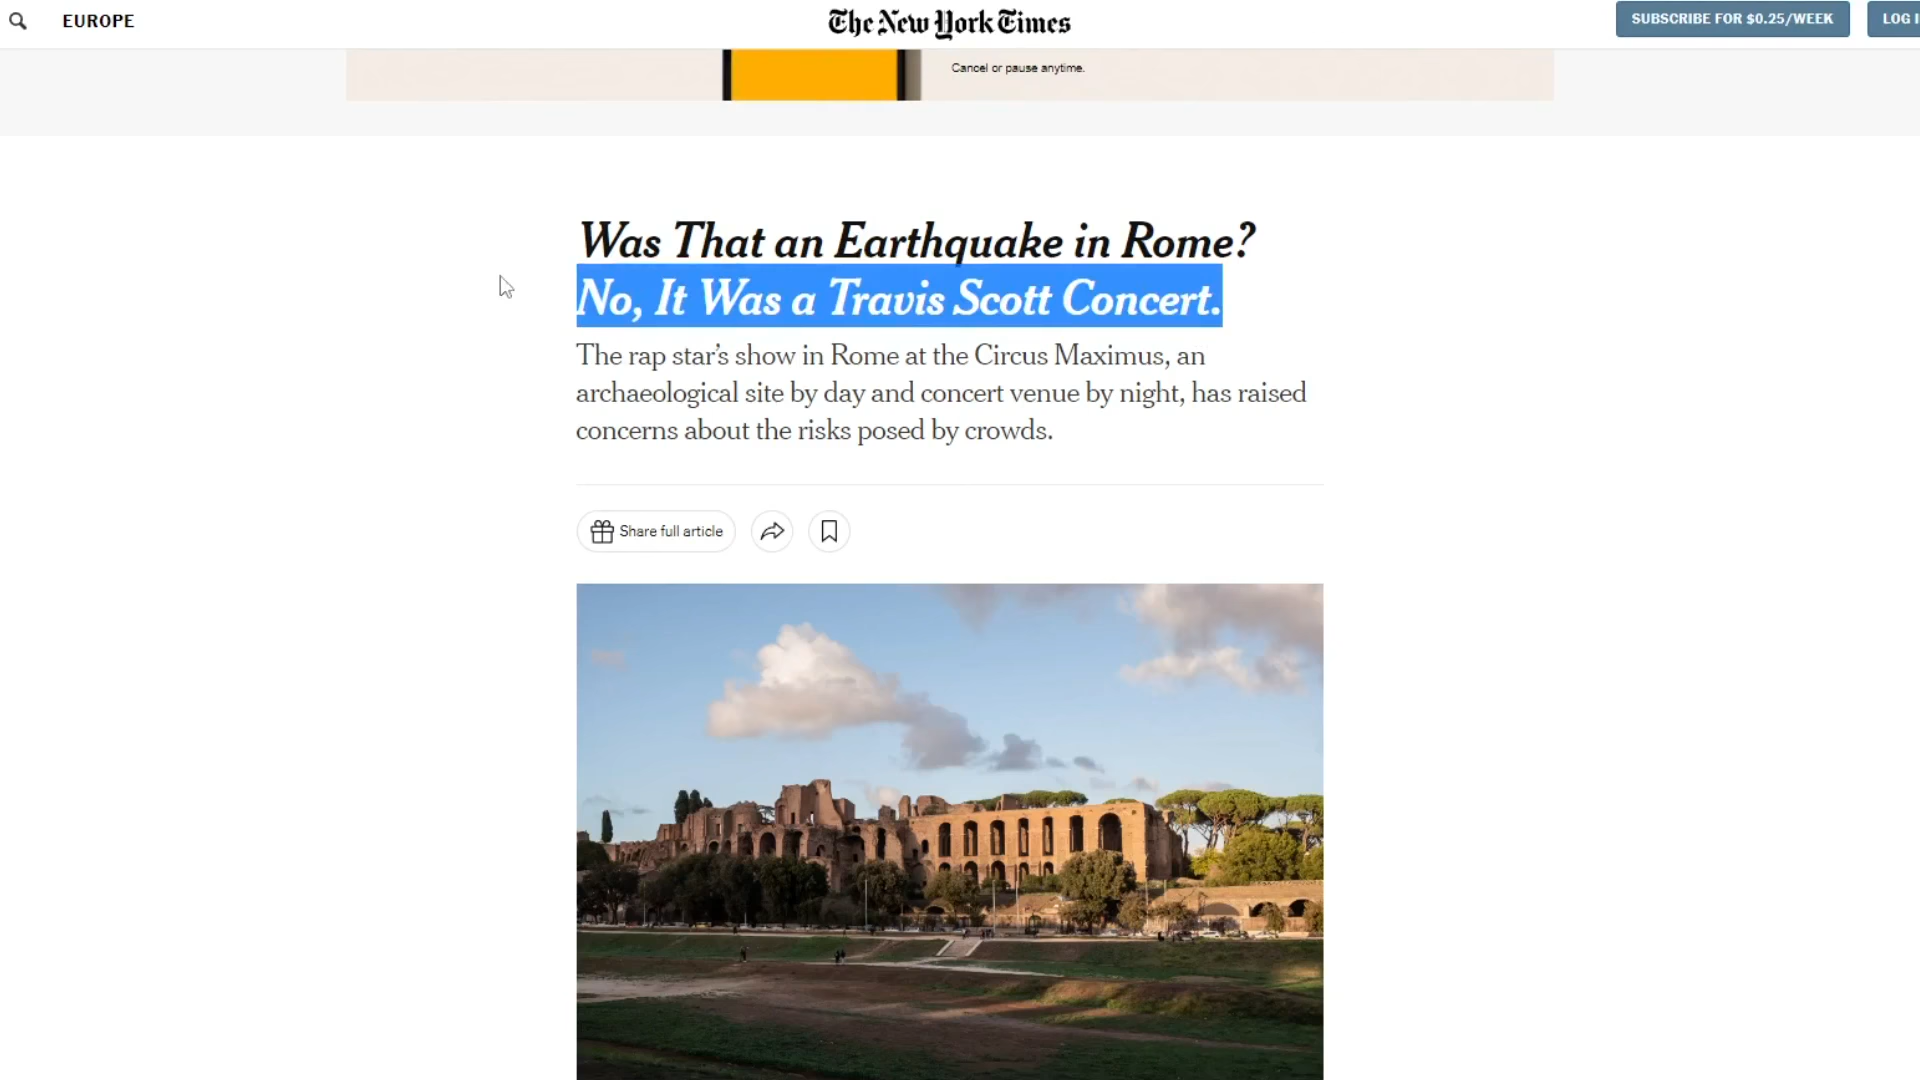 EUROPE
The New York Times
SUBSCRIBE FOR $0.25/WEEK
LOG
Cancel or pause anytime.
Was That an Earthquake in Rome?
No, It Was a Travis Scott Concert.
The rap star’s show in Rome at the Circus Maximus, an
archaeological site by day and concert venue by night, has raised
concerns about the risks posed by crowds.
Share full article